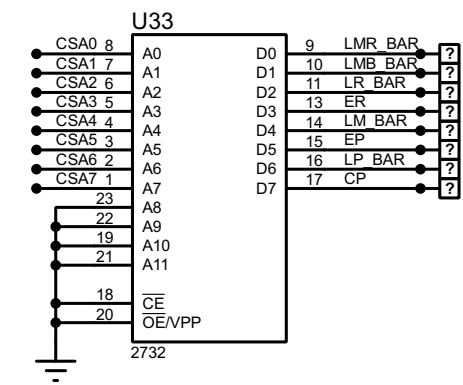 U33
CSA0 8 A0 D0 9 LMR_BAR ?
CSA1 7 A1 D1 10 LMB_BAR ?
CSA2 6 A2 D2 11 LR_BAR ?
CSA3 5 A3 D3 13 ER ?
CSA4 4 A4 D4 14 LM_BAR ?
CSA5 3 A5 D5 15 EP ?
CSA6 2 A6 D6 16 LP_BAR ?
CSA7 1 A7 D7 17 CP ?
23 A8
22 A9
19 A10
21 A11
18 CE
20 OE/VPP
2732